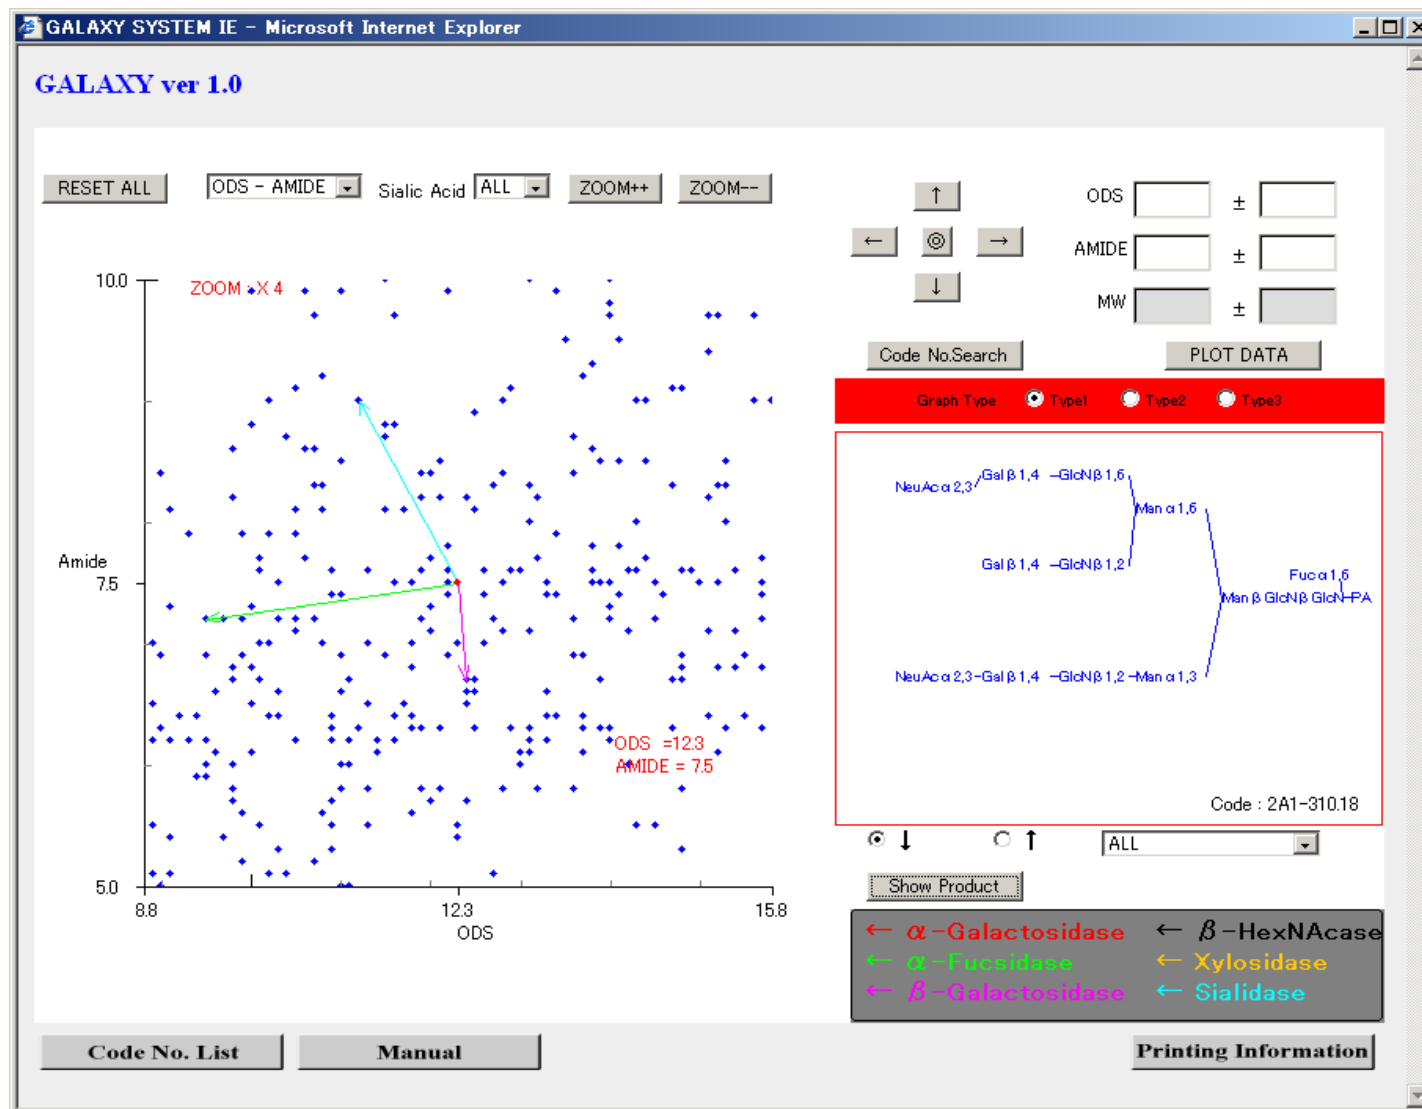 GALAXY SYSTEM IE - Microsoft Internet Explorer
GALAXY ver 1.0
RESET ALL
ODS - AMIDE
Sialic Acid
ALL
ZOOM++
ZOOM--
↑
← ◎ →
↓
ODS ±
AMIDE ±
MW ±
Code No.Search
PLOT DATA
ZOOM : X 4
10.0
Amide
7.5
5.0
8.8
12.3
15.8
ODS
ODS =12.3
AMIDE = 7.5
Graph Type Type1 Type2 Type3
NeuAcα2,3 Galβ1,4 -GlcNβ1,6
Manα1,6
Galβ1,4 -GlcNβ1,2
Fucα1,6
ManβGlcNβGlcN-PA
NeuAcα2,3-Galβ1,4 -GlcNβ1,2-Manα1,3
Code : 2A1-310.18
↓ ↑
ALL
Show Product
← α-Galactosidase ← β-HexNAcase
← α-Fucsidase ← Xylosidase
← β-Galactosidase ← Sialidase
Code No. List
Manual
Printing Information